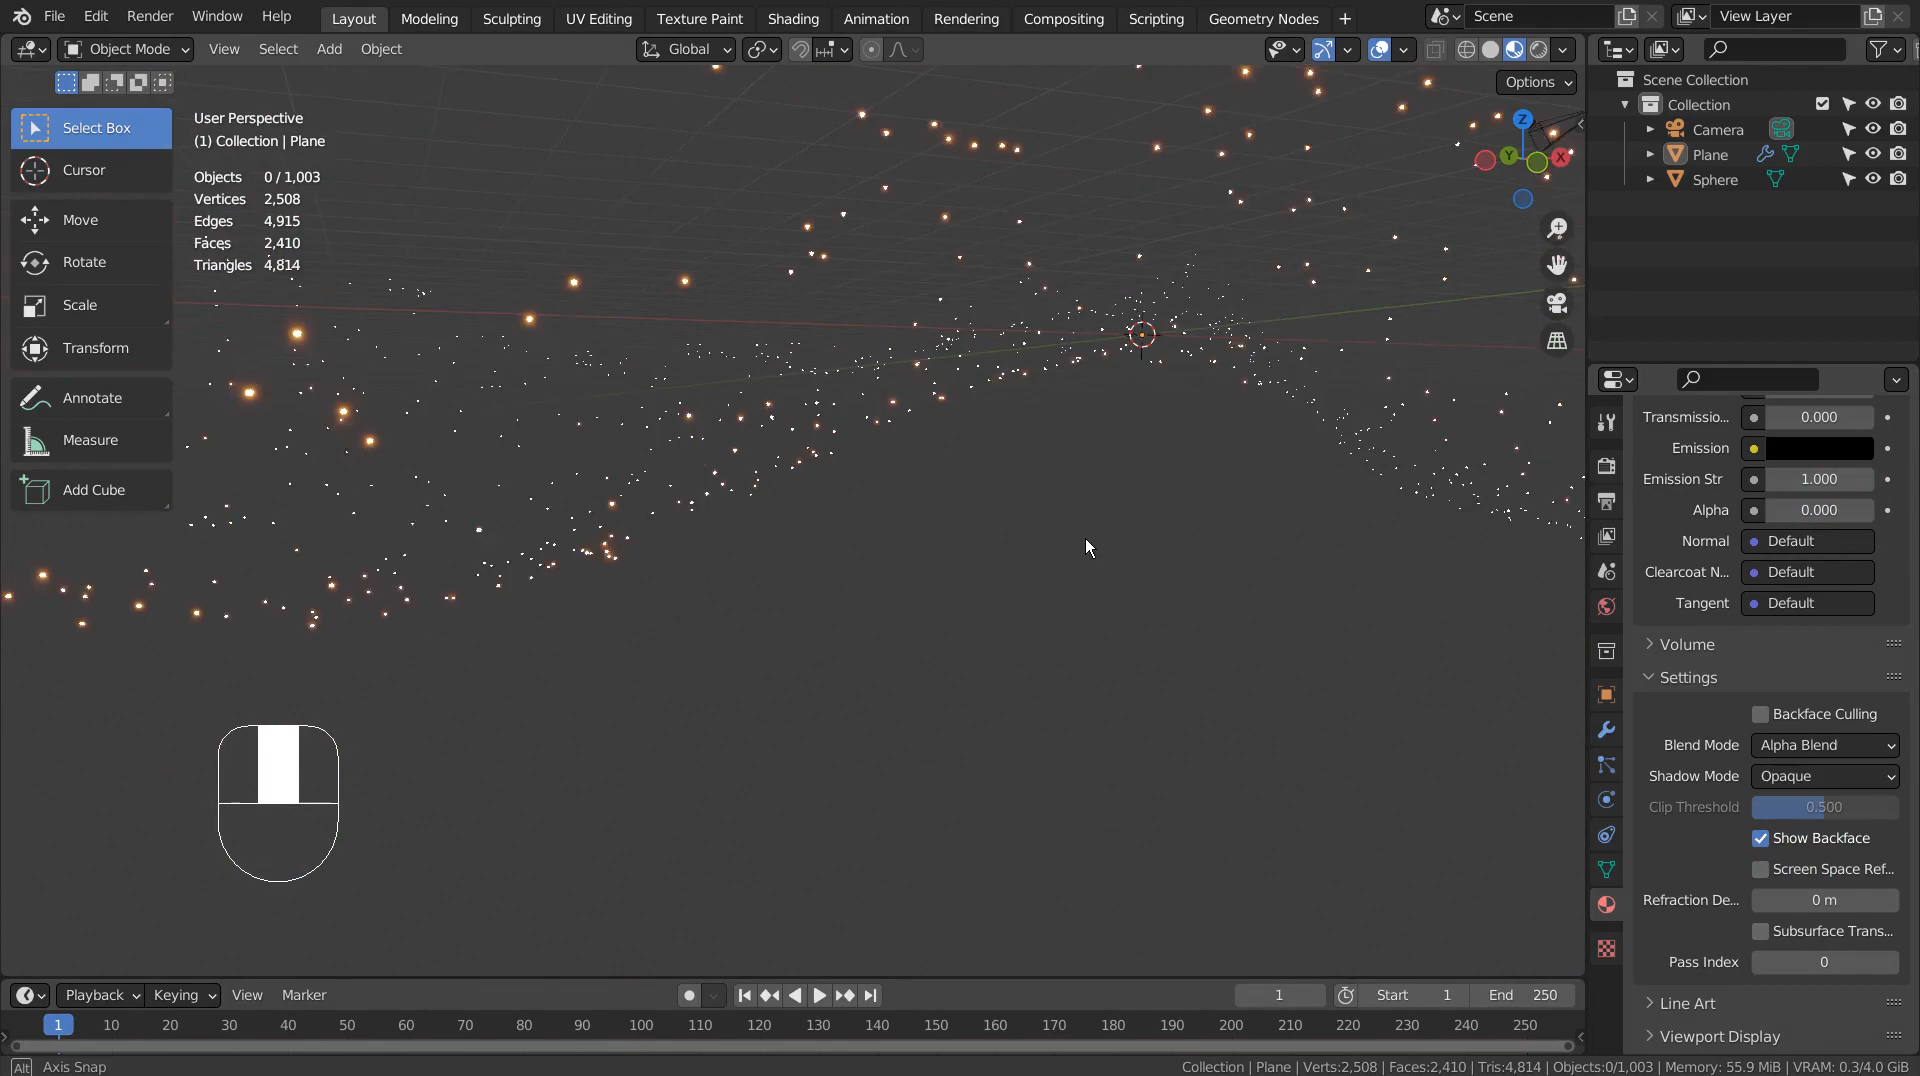 File Edit Render Window Help Layout Modeling Sculpting UV Editing Texture Paint Shading Animation Rendering Compositing Scripting Geometry Nodes + Scene View Layer
Object Mode View Select Add Object Global
Options
Select Box
Cursor
Move
Rotate
Scale
Transform
Annotate
Measure
Add Cube
User Perspective
(1) Collection | Plane
Objects 0 / 1,003
Vertices 2,508
Edges 4,915
Faces 2,410
Triangles 4,814
Z
Y X
Scene Collection
Collection
Camera
Plane
Sphere
Transmissio... 0.000
Emission
Emission Str 1.000
Alpha 0.000
Normal Default
Clearcoat N... Default
Tangent Default
Volume
Settings
Backface Culling
Blend Mode Alpha Blend
Shadow Mode Opaque
Clip Threshold 0.500
Show Backface
Screen Space Ref...
Refraction De... 0 m
Subsurface Trans...
Pass Index 0
Line Art
Viewport Display
Playback Keying View Marker 1 Start 1 End 250
1 10 20 30 40 50 60 70 80 90 100 110 120 130 140 150 160 170 180 190 200 210 220 230 240 250
Alt Axis Snap Collection | Plane | Verts:2,508 | Faces:2,410 | Tris:4,814 | Objects:0/1,003 | Memory: 55.9 MiB | VRAM: 0.3/4.0 GiB